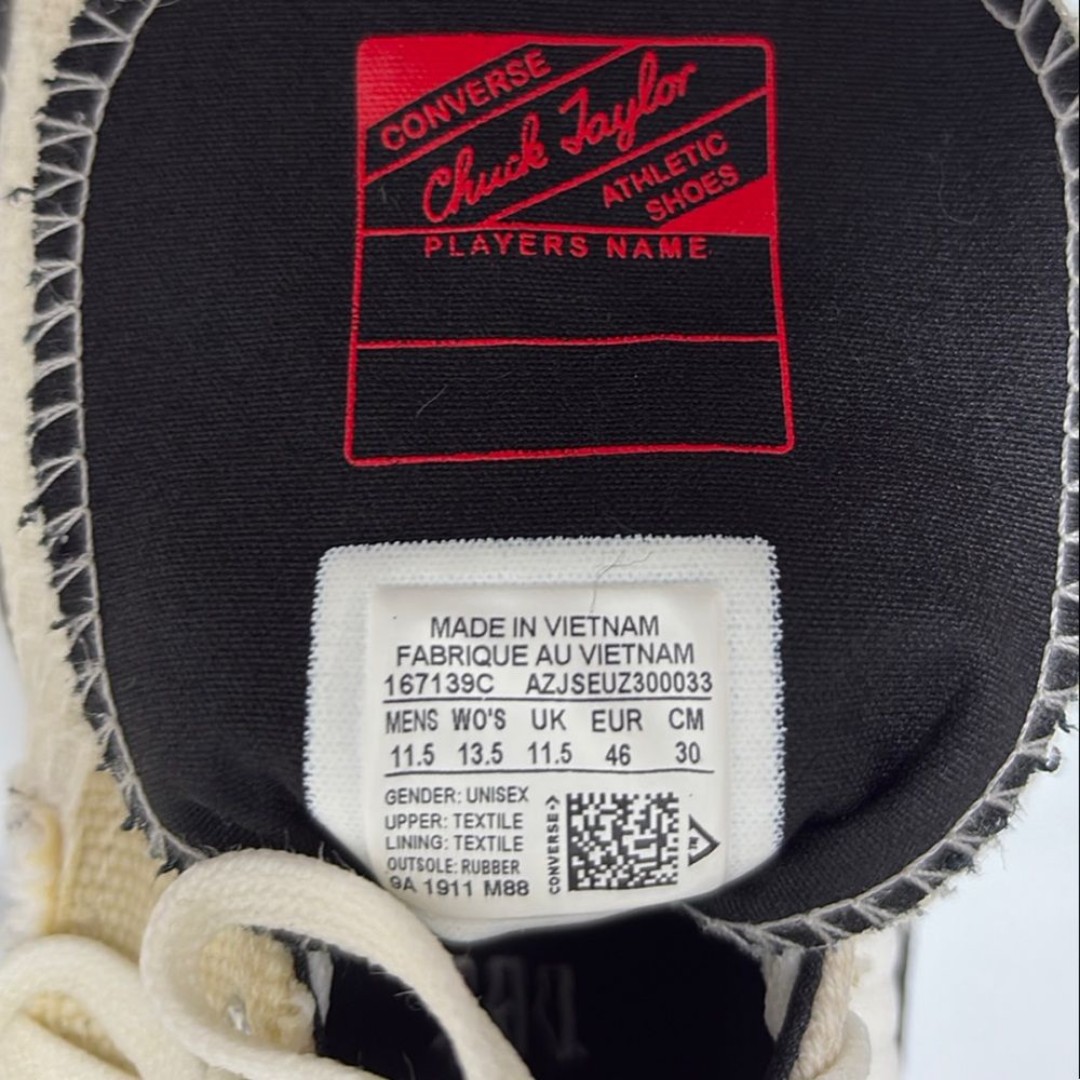 CONVERSE
Chuck Taylor
ATHLETIC
SHOES
PLAYERS NAME
MADE IN VIETNAM
FABRIQUE AU VIETNAM
167139C AZJSEUZ300033
MENS WO'S UK EUR CM
11.5 13.5 11.5 46 30
GENDER: UNISEX
UPPER: TEXTILE
LINING: TEXTILE
OUTSOLE: RUBBER
9A 1911 M88
CONVERSE